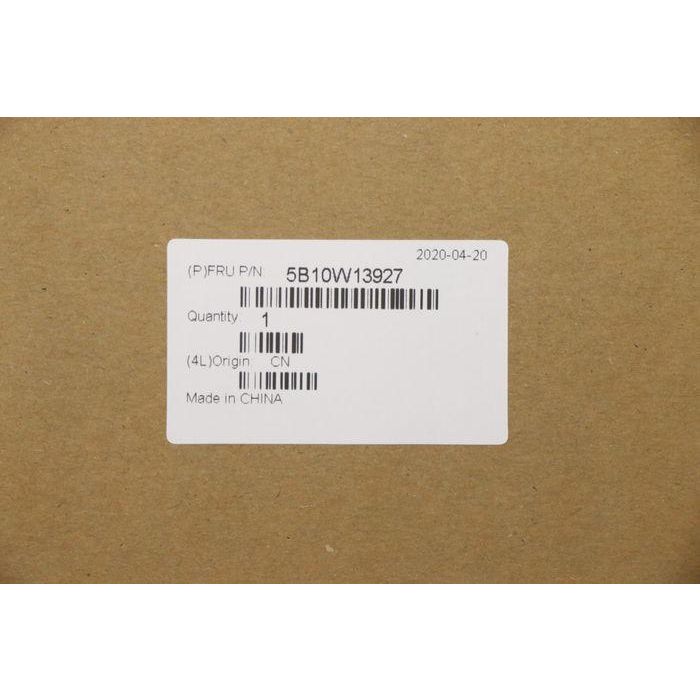 2020-04-20
(P)FRU P/N 5B10W13927
Quantity 1
(4L)Origin CN
Made in CHINA